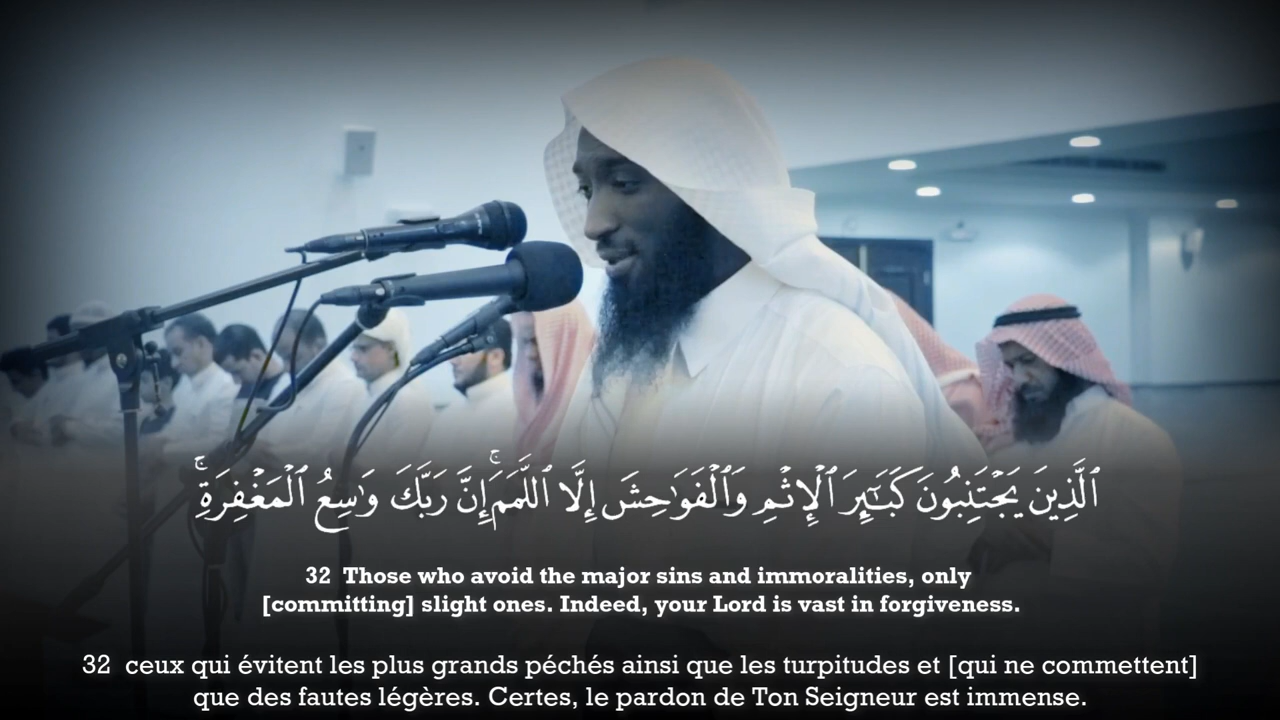 ٱلَّذِينَ يَجْتَنِبُونَ كَبَٰٓئِرَ ٱلْإِثْمِ وَٱلْفَوَٰحِشَ إِلَّا ٱللَّمَمَ ۚ إِنَّ رَبَّكَ وَٰسِعُ ٱلْمَغْفِرَةِ ۚ
32 Those who avoid the major sins and immoralities, only
[committing] slight ones. Indeed, your Lord is vast in forgiveness.
32 ceux qui évitent les plus grands péchés ainsi que les turpitudes et [qui ne commettent]
que des fautes légères. Certes, le pardon de Ton Seigneur est immense.